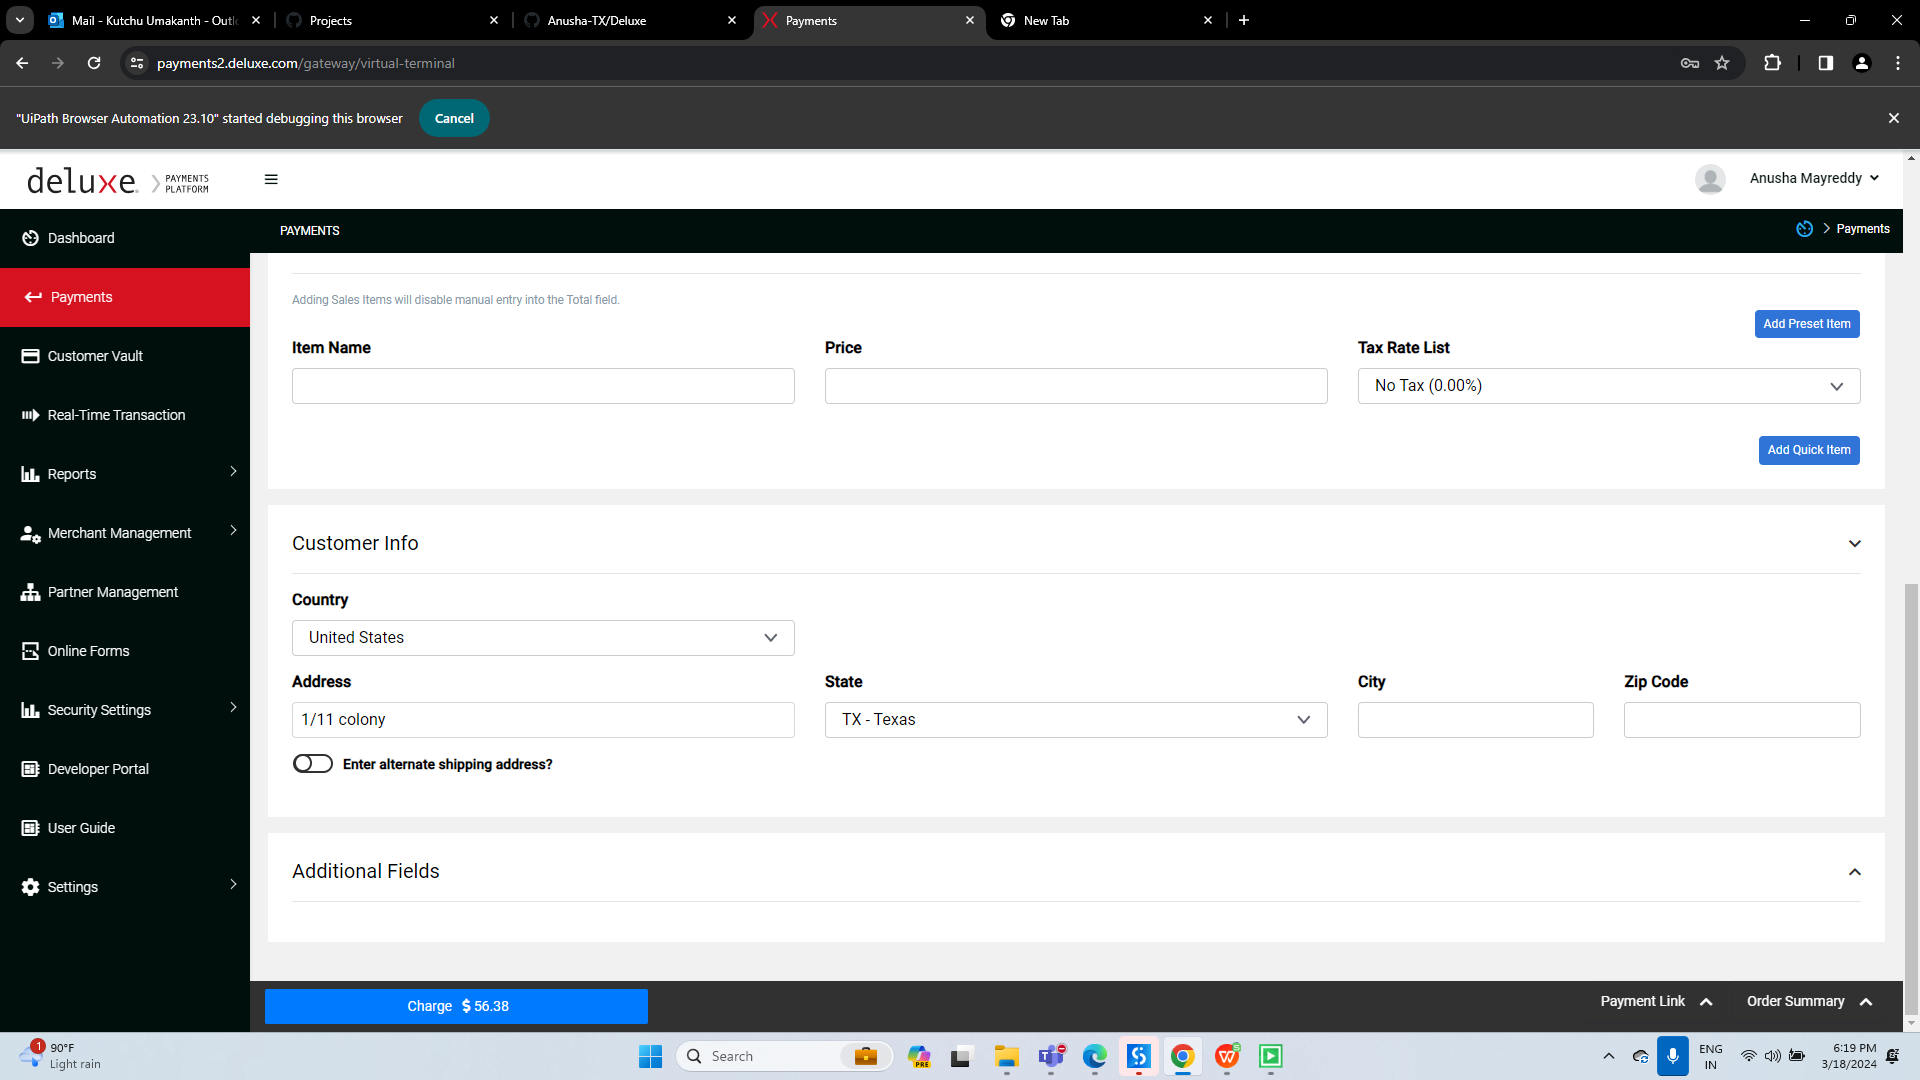 Mail - Kutchu Umakanth - Outl
Projects
Anusha-TX/Deluxe
Payments
New Tab
payments2.deluxe.com/gateway/virtual-terminal
"UiPath Browser Automation 23.10" started debugging this browser
Cancel
deluxe. PAYMENTS PLATFORM
Anusha Mayreddy
Dashboard
PAYMENTS
Payments
Payments
Customer Vault
Real-Time Transaction
Reports
Merchant Management
Partner Management
Online Forms
Security Settings
Developer Portal
User Guide
Settings
Adding Sales Items will disable manual entry into the Total field.
Add Preset Item
Item Name
Price
Tax Rate List
No Tax (0.00%)
Add Quick Item
Customer Info
Country
United States
Address
State
City
Zip Code
1/11 colony
TX - Texas
Enter alternate shipping address?
Additional Fields
Charge $ 56.38
Payment Link
Order Summary
1
90°F
Light rain
Search
PRE
ENG
IN
6:19 PM
3/18/2024